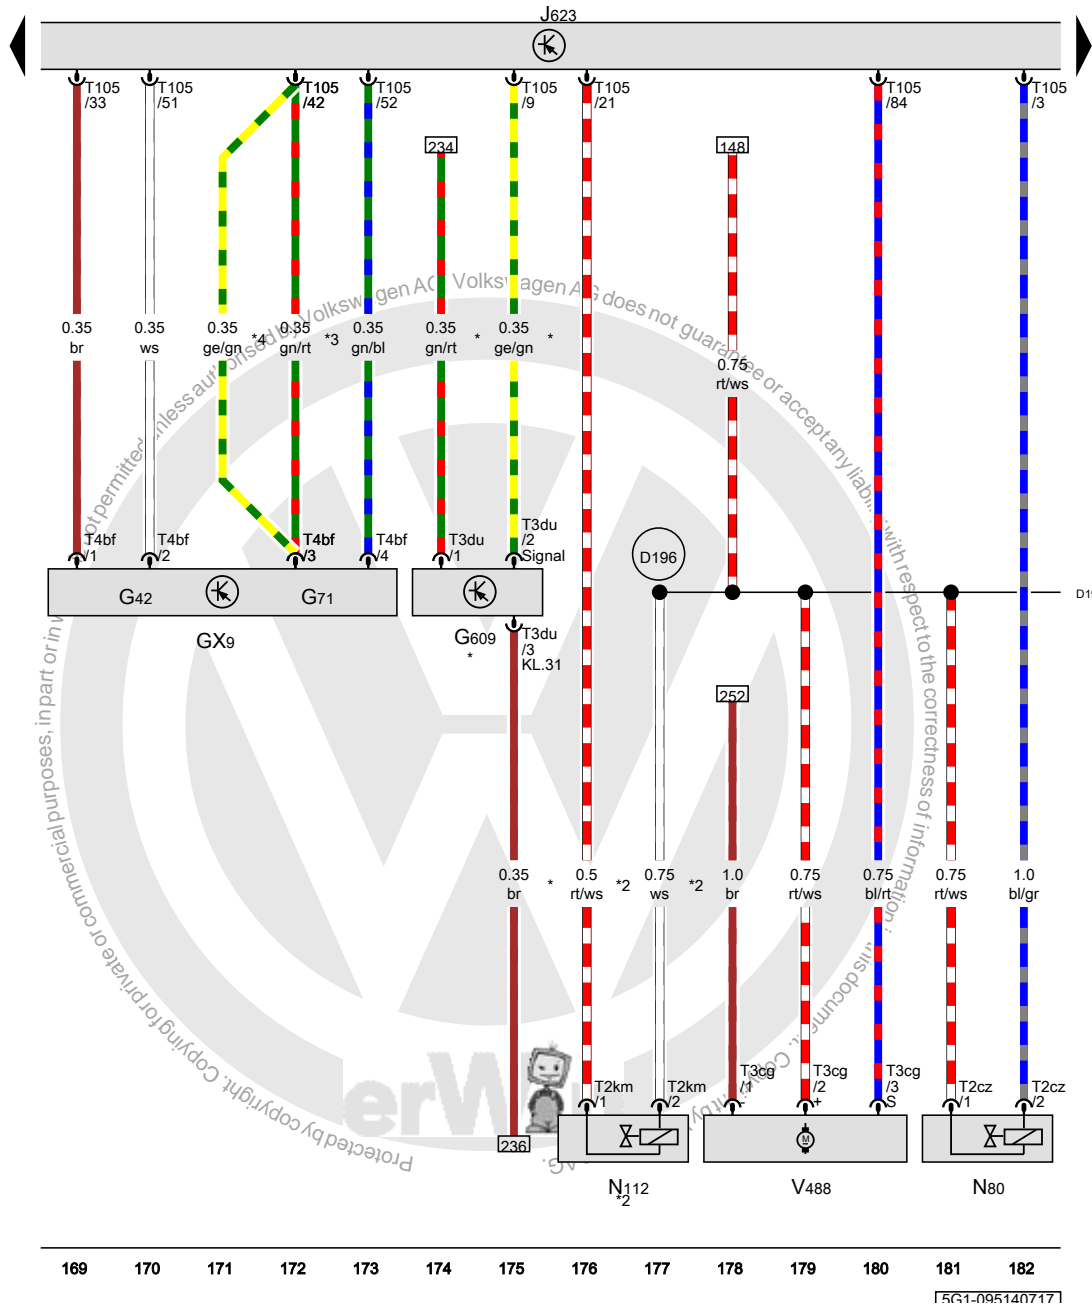 J623
T105 /33
T105 /51
T105 /42
T105 /52
T105 /9
T105 /21
T105 /84
T105 /3
234
148
0.35 br
0.35 ws
0.35 ge/gn
*4
0.35 gn/rt
*3
0.35 gn/bl
0.35 gn/rt
*
0.35 ge/gn
*
0.75 rt/ws
T4bf /1
T4bf /2
T4bf /3
T4bf /4
T3du /1
T3du /2 Signal
D196
G42
G71
GX9
G609
*
T3du /3 KL.31
252
0.35 br
*
0.5 rt/ws
*2
0.75 ws
*2
1.0 br
0.75 rt/ws
0.75 bl/rt
0.75 rt/ws
1.0 bl/gr
T2km /1
T2km /2
T3cg /1 -
T3cg /2 +
T3cg /3 S
T2cz /1
T2cz /2
236
M
N112
*2
V488
N80
169 170 171 172 173 174 175 176 177 178 179 180 181 182
5G1-095140717